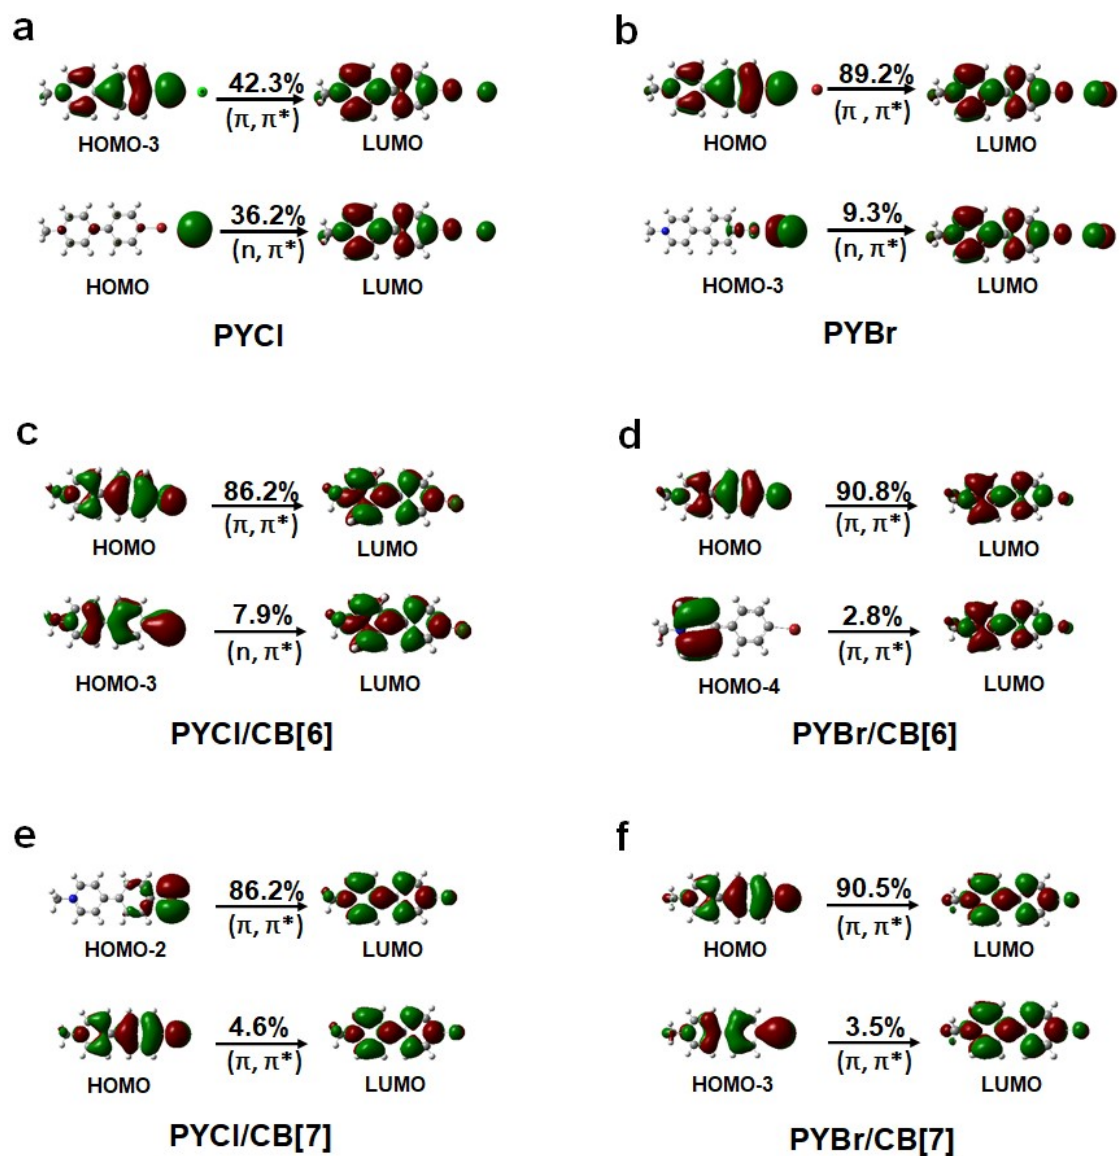 a
42.3%
(π, π*)
HOMO-3
LUMO
36.2%
(n, π*)
HOMO
LUMO
PYCl
b
89.2%
(π , π*)
HOMO
LUMO
9.3%
(n, π*)
HOMO-3
LUMO
PYBr
c
86.2%
(π, π*)
HOMO
LUMO
7.9%
(n, π*)
HOMO-3
LUMO
PYCl/CB[6]
d
90.8%
(π, π*)
HOMO
LUMO
2.8%
(π, π*)
HOMO-4
LUMO
PYBr/CB[6]
e
86.2%
(π, π*)
HOMO-2
LUMO
4.6%
(π, π*)
HOMO
LUMO
PYCl/CB[7]
f
90.5%
(π, π*)
HOMO
LUMO
3.5%
(π, π*)
HOMO-3
LUMO
PYBr/CB[7]